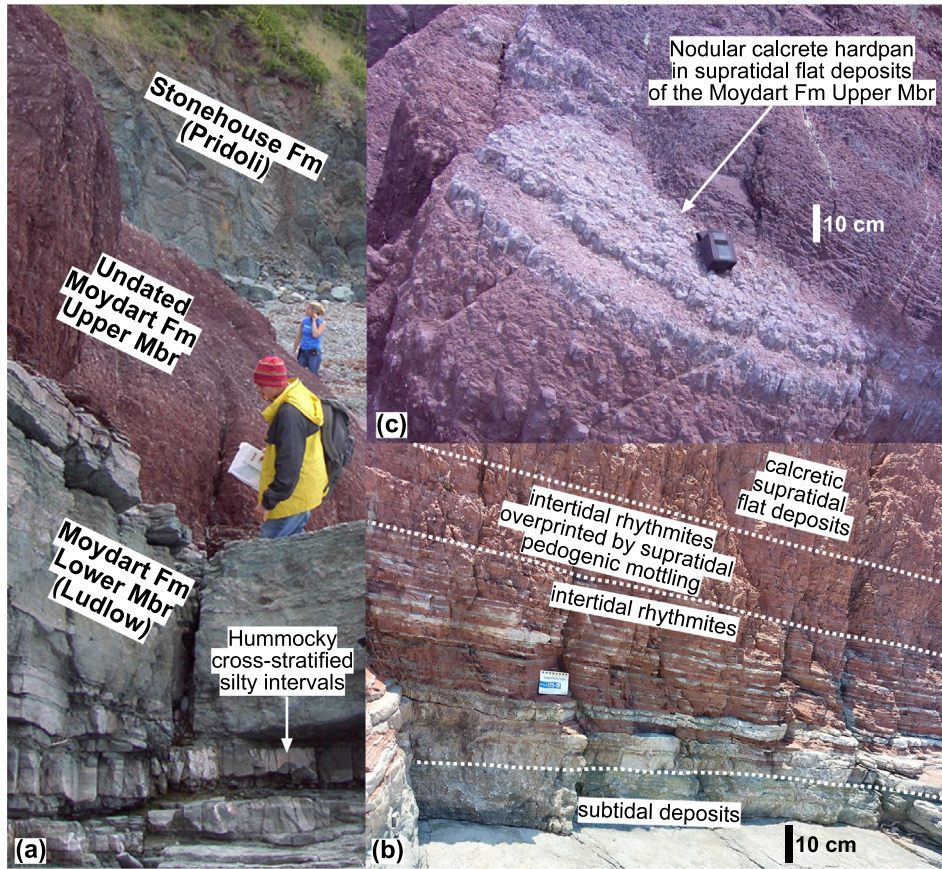 Stonehouse Fm
(Pridoli)
Undated
Moydart Fm
Upper Mbr
Moydart Fm
Lower Mbr
(Ludlow)
Hummocky
cross-stratified
silty intervals
(a)
Nodular calcrete hardpan
in supratidal flat deposits
of the Moydart Fm Upper Mbr
10 cm
(c)
calcretic
supratidal
flat deposits
intertidal rhythmites
overprinted by supratidal
pedogenic mottling
intertidal rhythmites
subtidal deposits
(b)
10 cm